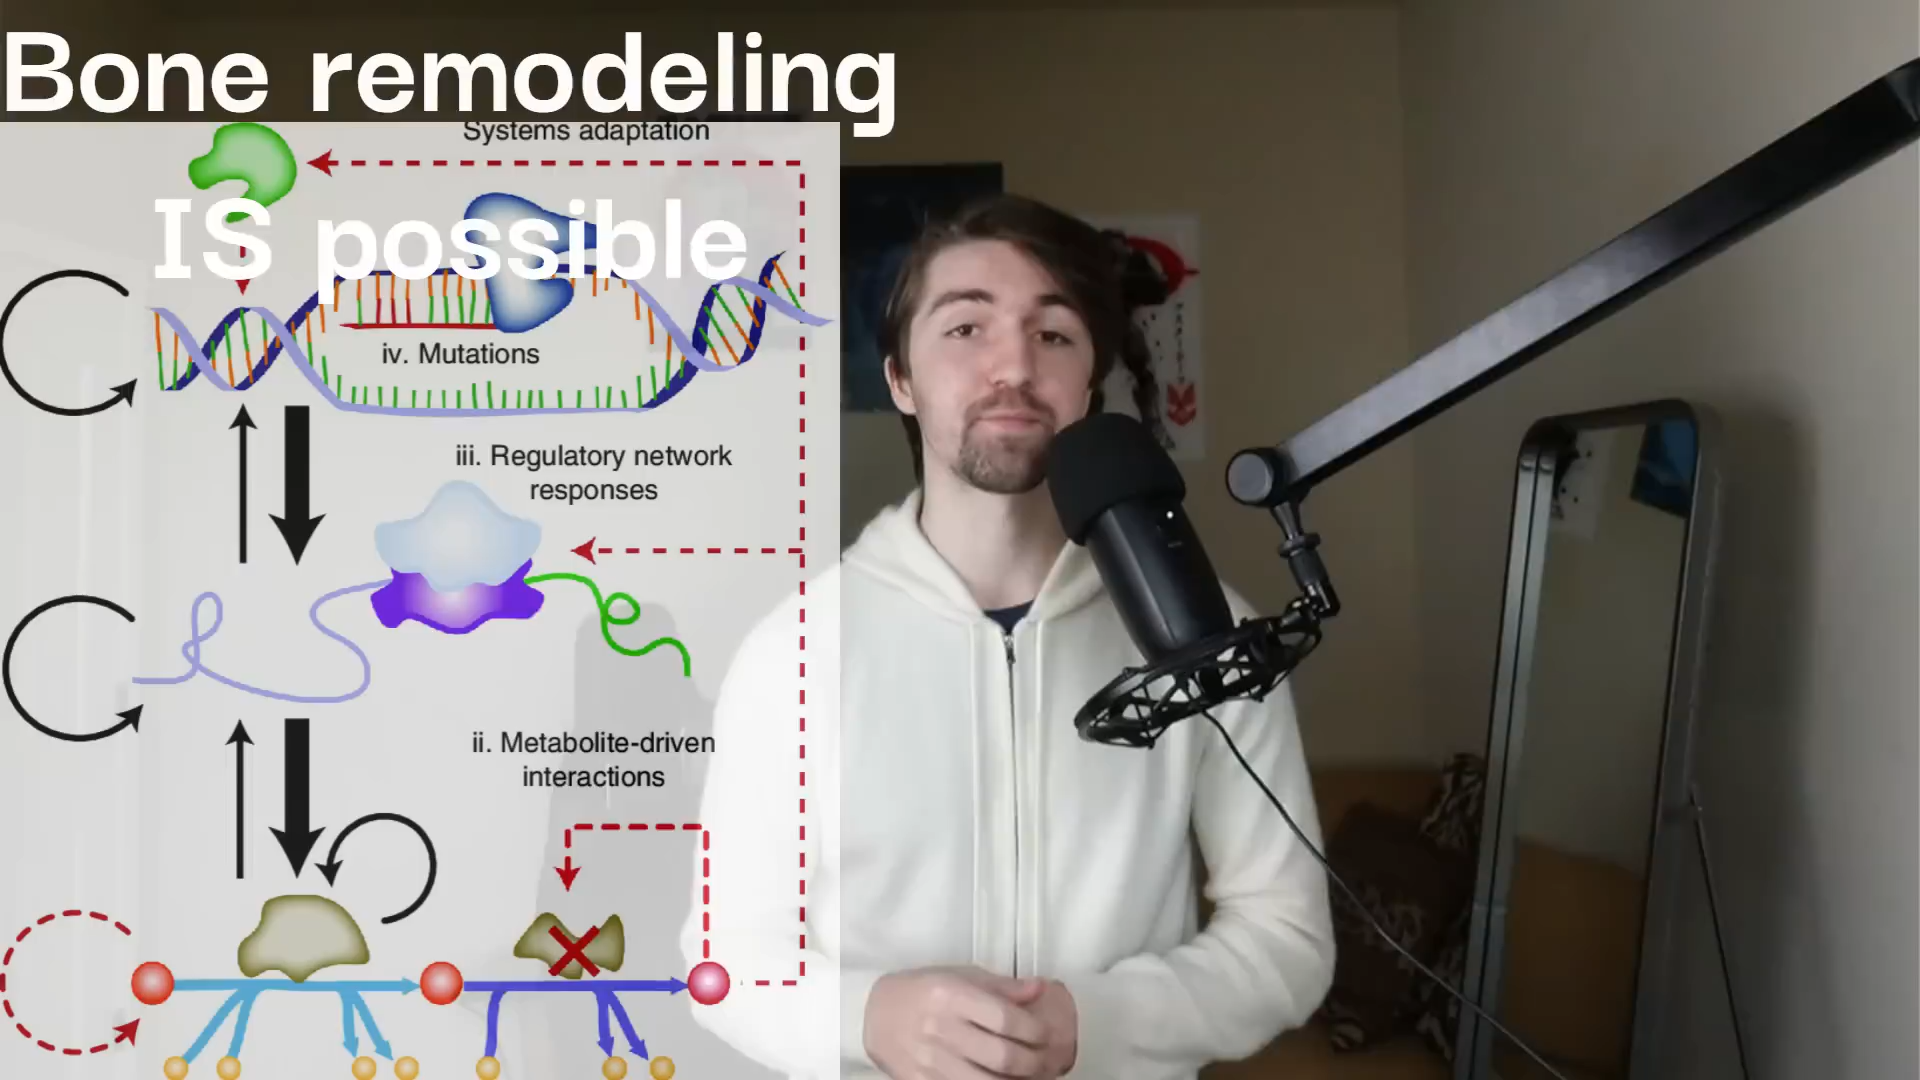 Bone remodeling
Systems adaptation
IS possible
iv. Mutations
iii. Regulatory network
responses
ii. Metabolite-driven
interactions